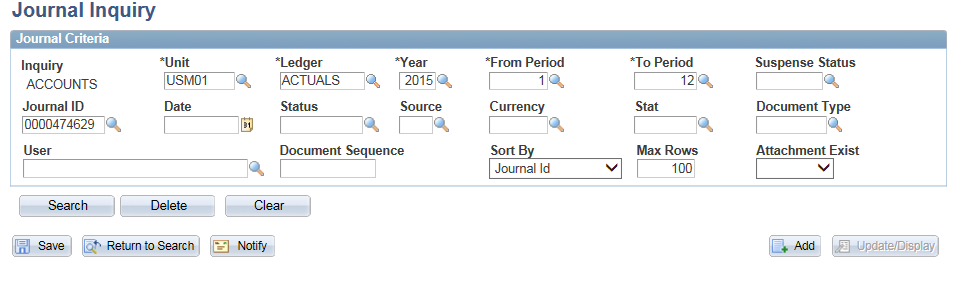 Journal Inquiry
Journal Criteria
Inquiry *Unit *Ledger *Year *From Period *To Period Suspense Status
ACCOUNTS USM01 ACTUALS 2015 1 12
Journal ID Date Status Source Currency Stat Document Type
0000474629 31
User Document Sequence Sort By Max Rows Attachment Exist
Journal Id 100
Search Delete Clear
Save Return to Search Notify Add Update/Display